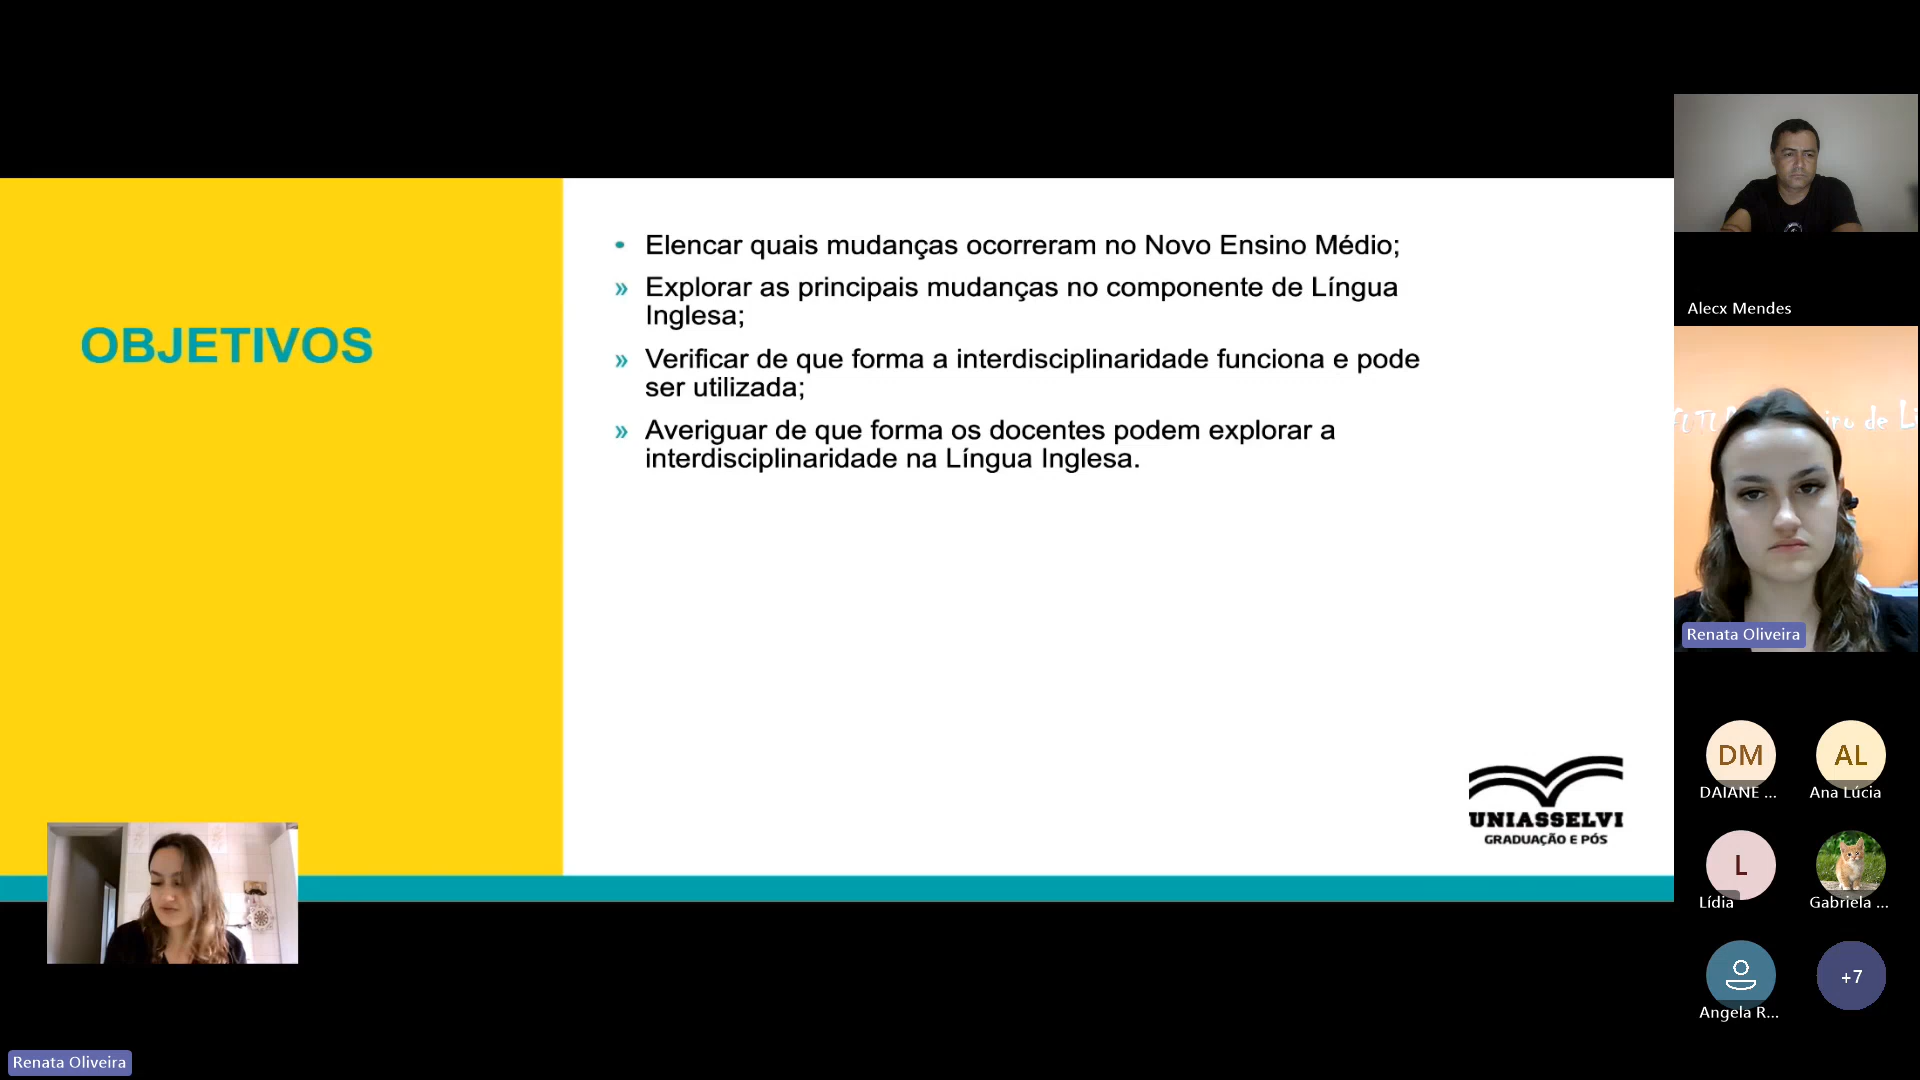 OBJETIVOS
• Elencar quais mudanças ocorreram no Novo Ensino Médio;
» Explorar as principais mudanças no componente de Língua
Inglesa;
» Verificar de que forma a interdisciplinaridade funciona e pode
ser utilizada;
» Averiguar de que forma os docentes podem explorar a
interdisciplinaridade na Língua Inglesa.
UNIASSELVI
GRADUAÇÃO E PÓS
Renata Oliveira
Alecx Mendes
de
Renata Oliveira
DM
AL
DAIANE ...
Ana Lúcia
L
Lídia
Gabriela ...
Angela R...
+7